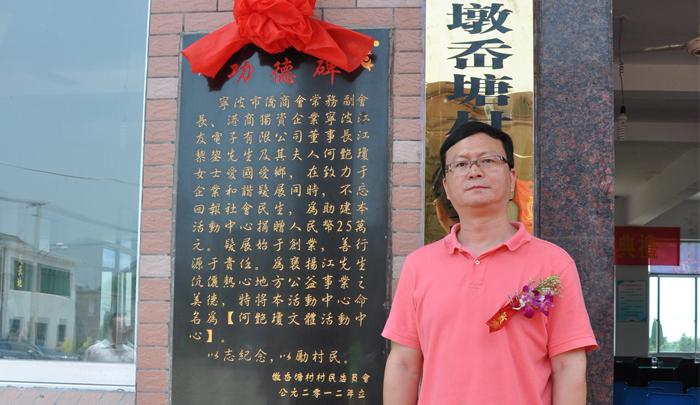 功德碑
寧波市僑商會常務副會
長、港商獨資企業寧波江
友電子有限公司董事長江
黎鋆先生及其夫人何艶瓊
女士愛國愛鄉，在致力于
企業和諧發展同時，不忘
回報社會民生，為助建本
活動中心捐贈人民幣25萬
元。發展始于創業，善行
源于責任。為褒揚江先生
伉儷熱心地方公益事業之
美德，特將本活動中心命
名為【何艶瓊文體活動中
心】。
以志紀念，以勵村民。
墩岙塘村村民委員會
公元二零一二年立
墩岙塘村
典禮